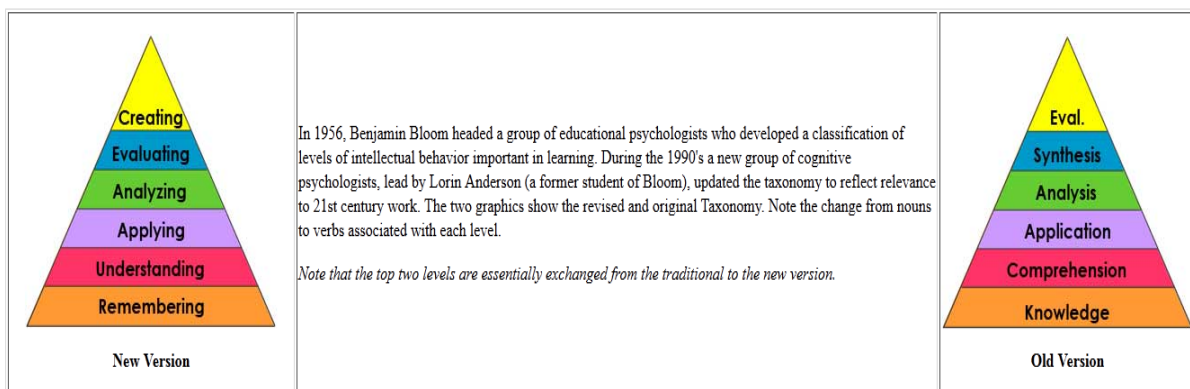 Creating
Evaluating
Analyzing
Applying
Understanding
Remembering
New Version
In 1956, Benjamin Bloom headed a group of educational psychologists who developed a classification of
levels of intellectual behavior important in learning. During the 1990's a new group of cognitive
psychologists, lead by Lorin Anderson (a former student of Bloom), updated the taxonomy to reflect relevance
to 21st century work. The two graphics show the revised and original Taxonomy. Note the change from nouns
to verbs associated with each level.
Note that the top two levels are essentially exchanged from the traditional to the new version.
Eval.
Synthesis
Analysis
Application
Comprehension
Knowledge
Old Version